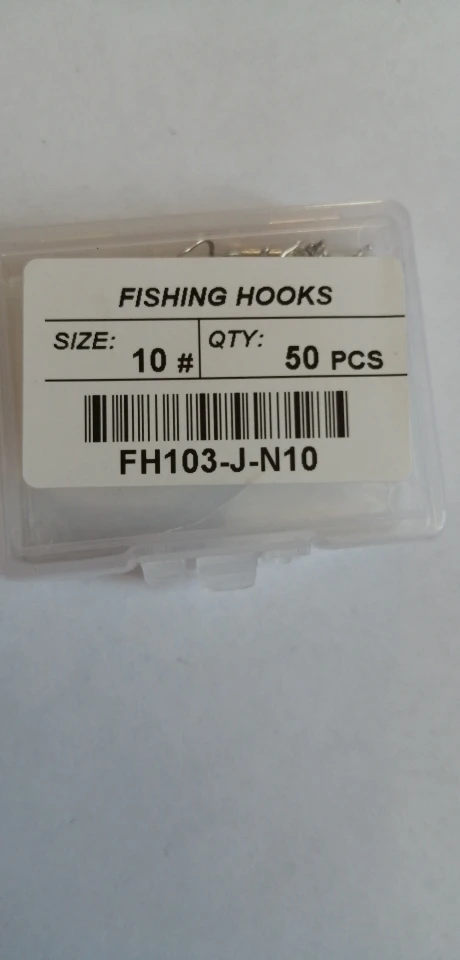 FISHING HOOKS
SIZE: 10 # QTY: 50 PCS
FH103-J-N10